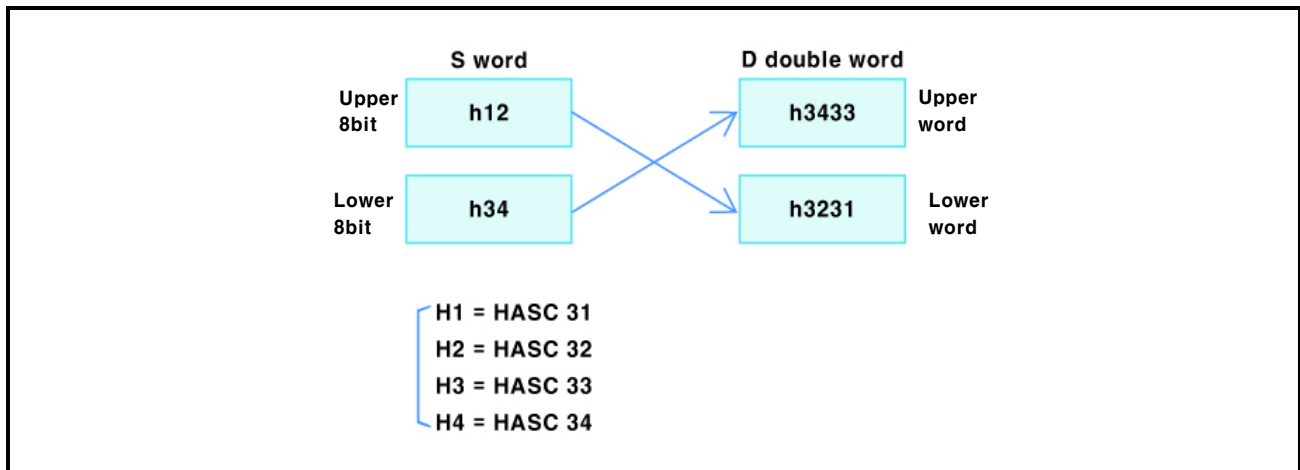 S word
D double word
Upper
8bit
h12
h3433
Upper
word
Lower
8bit
h34
h3231
Lower
word
H1 = HASC 31
H2 = HASC 32
H3 = HASC 33
H4 = HASC 34